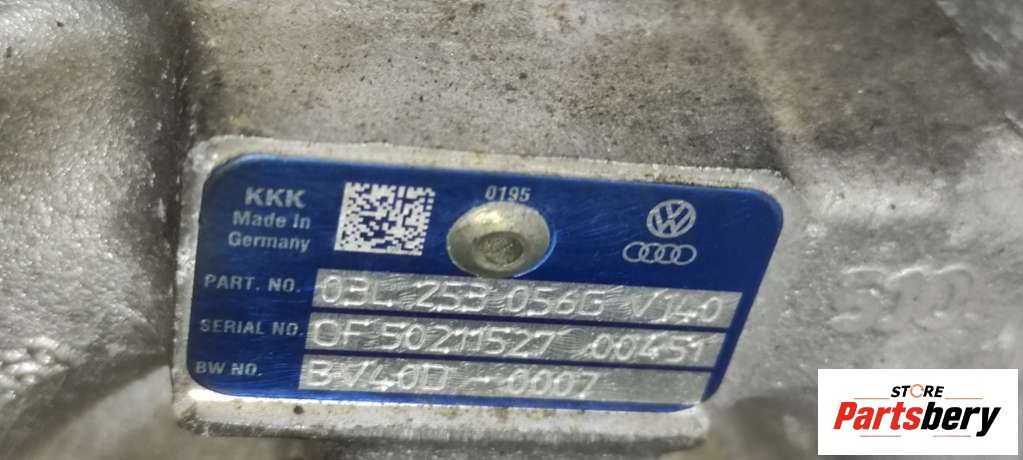 KKK
Made In
Germany
0195
PART. NO. 03L 253 056G V140
SERIAL NO. OF 50211527 00451
BW NO. BV40D - 0007
STORE
Partsbery